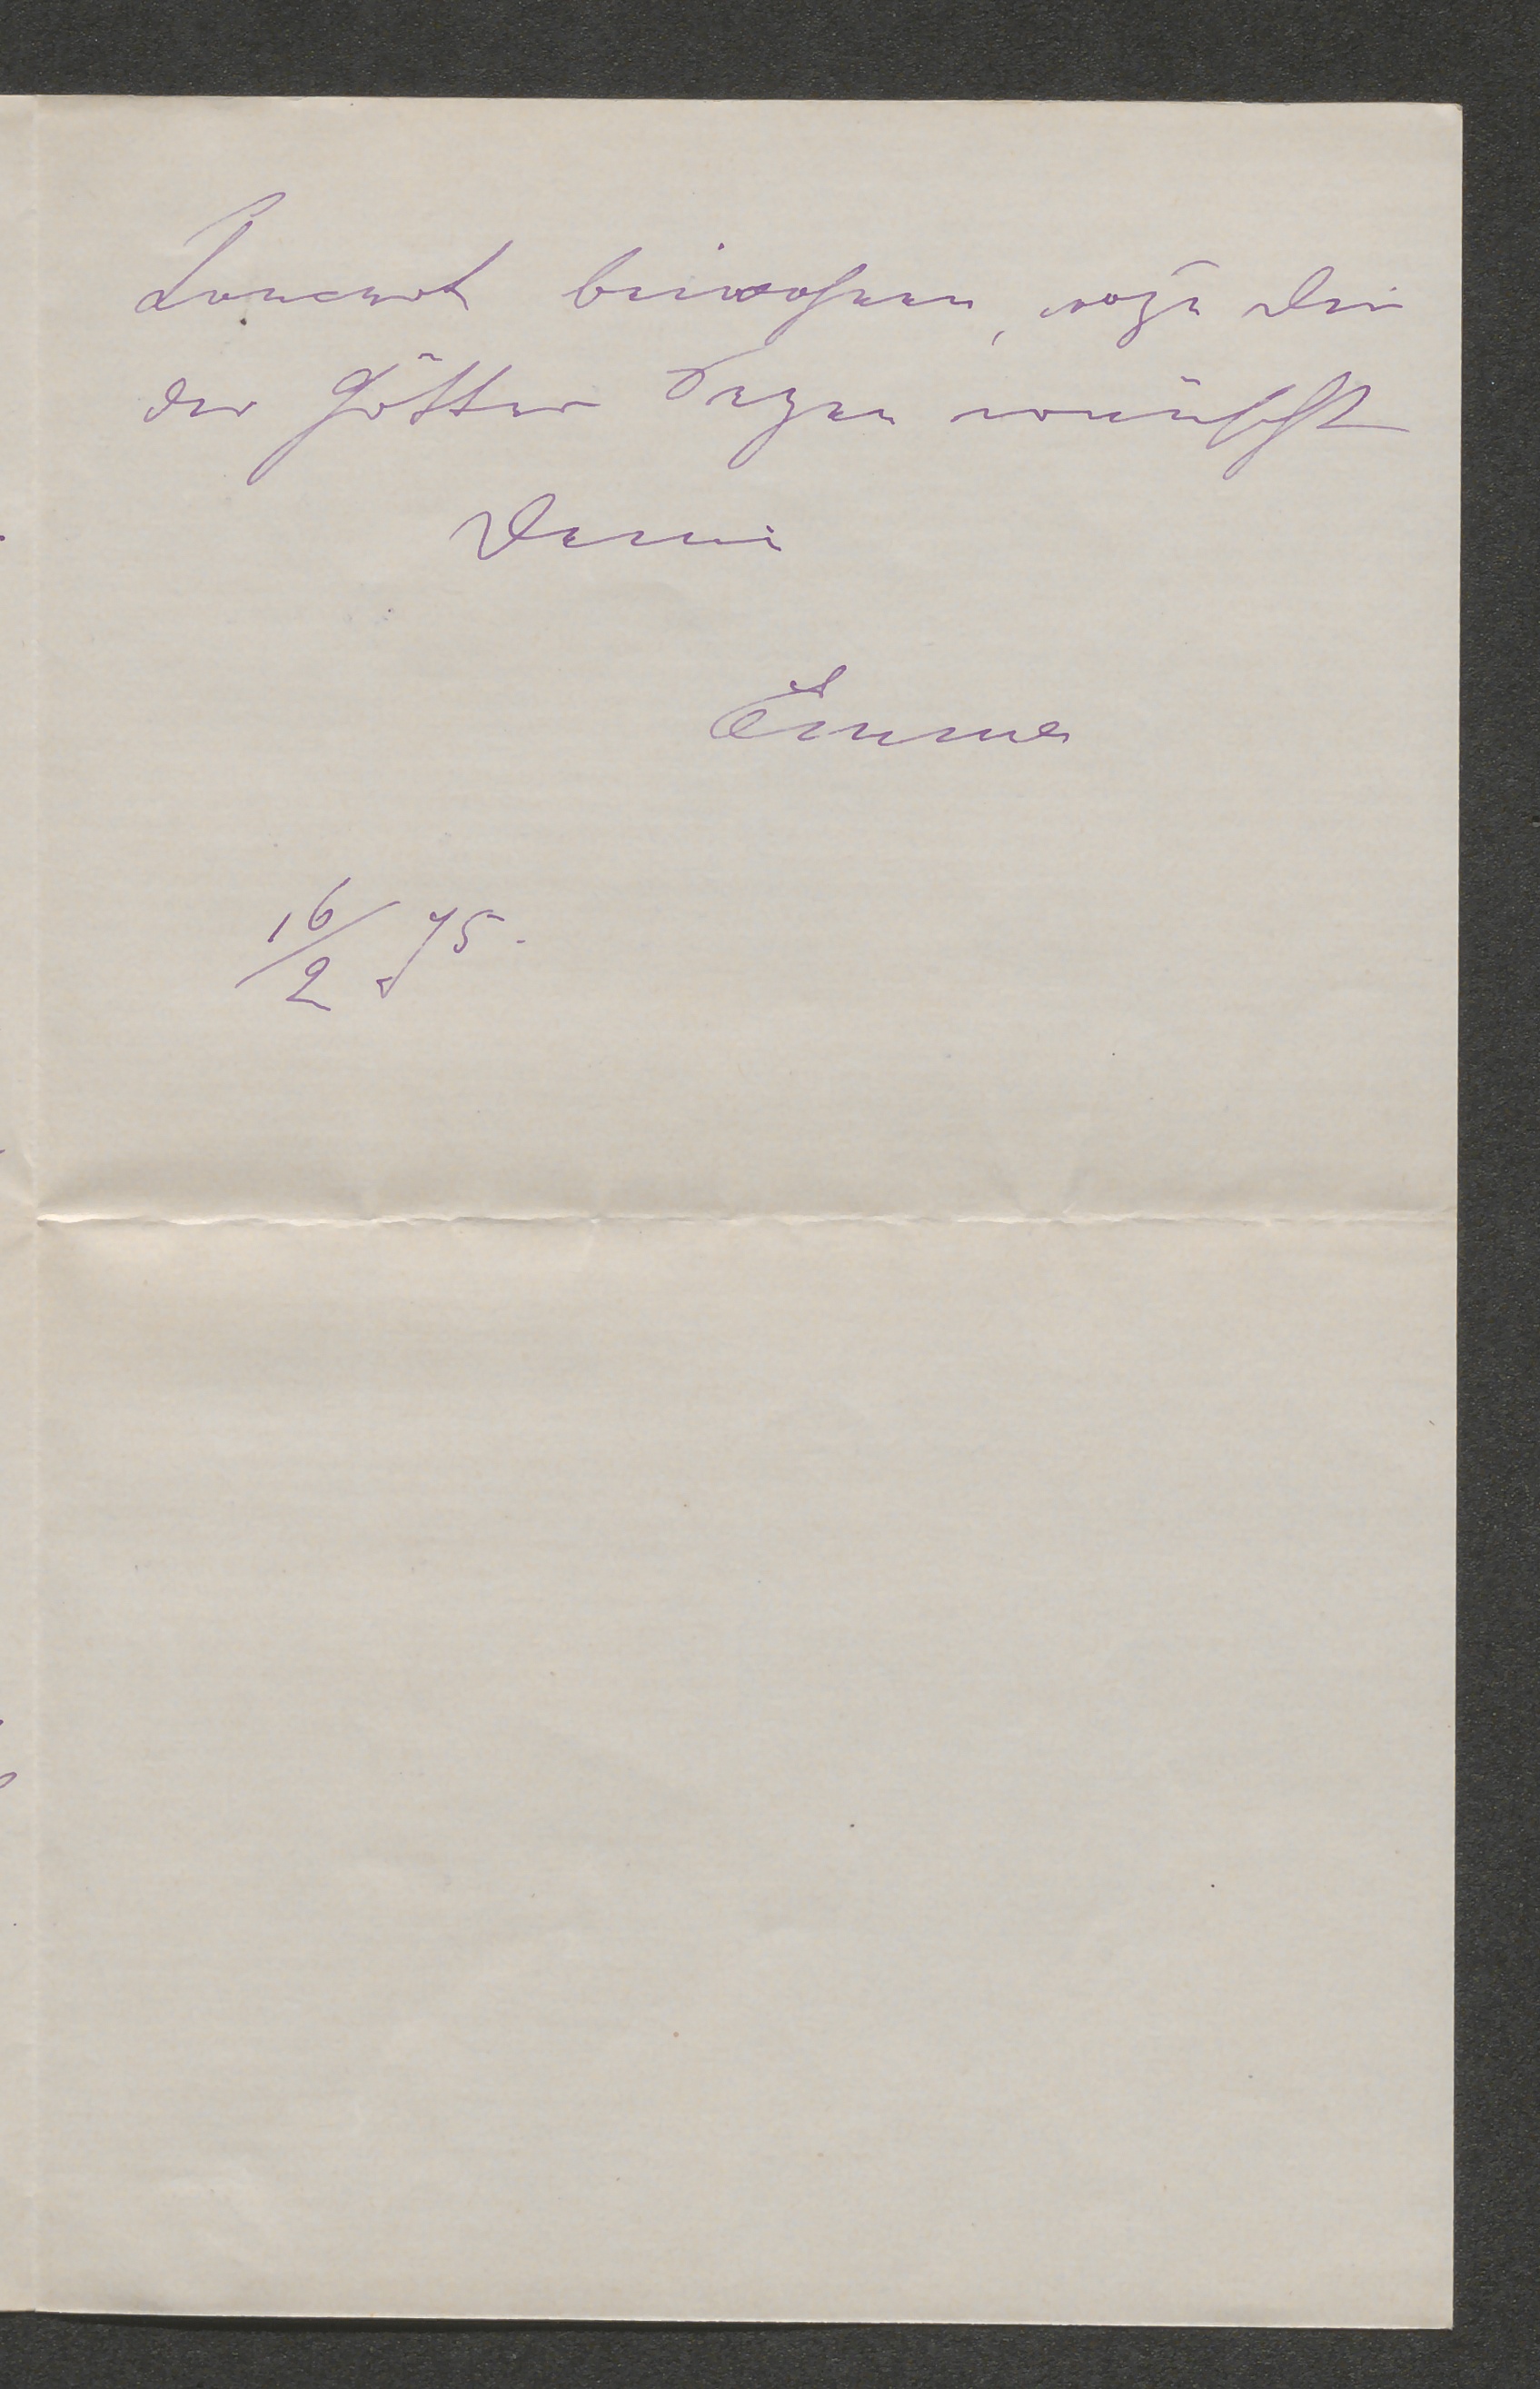 Concert beiwohnen, wozu Dir
der Götter Segen wünscht
Deine
Emma
16/2 75.